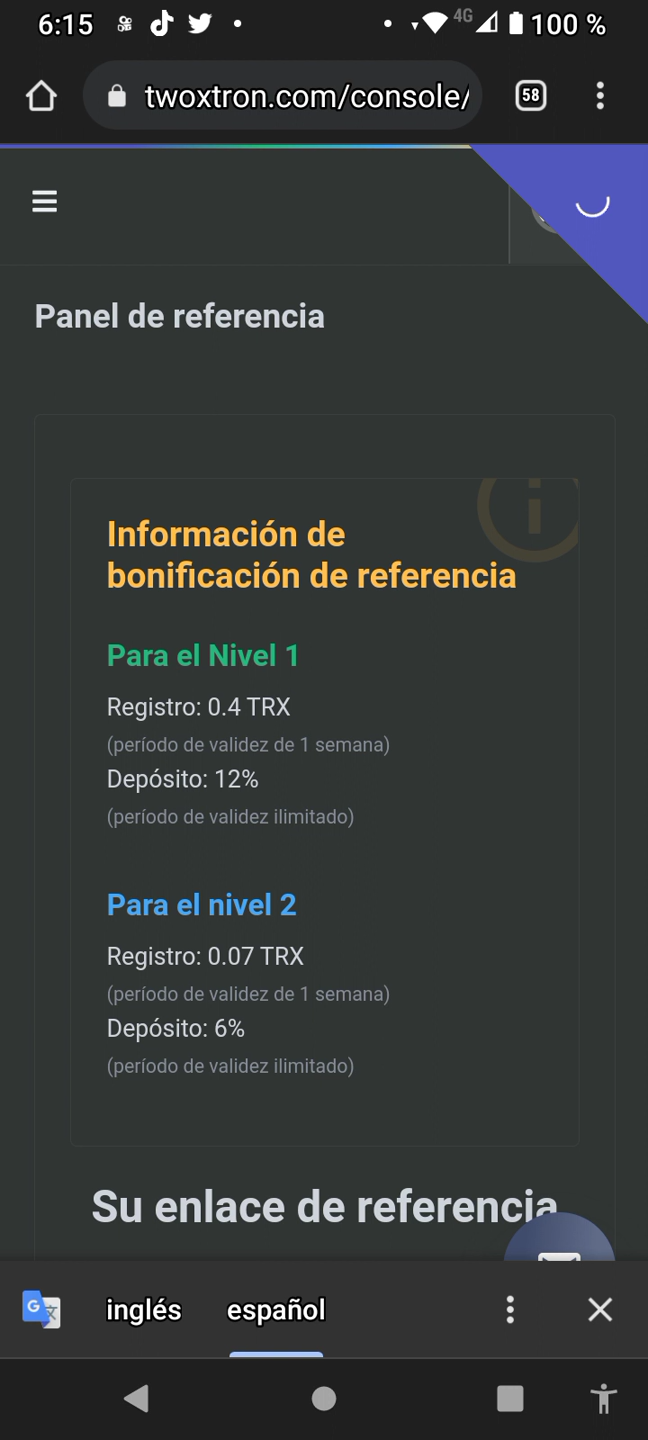 6:15
4G
100 %
twoxtron.com/console/
58
Panel de referencia
Información de
bonificación de referencia
Para el Nivel 1
Registro: 0.4 TRX
(período de validez de 1 semana)
Depósito: 12%
(período de validez ilimitado)
Para el nivel 2
Registro: 0.07 TRX
(período de validez de 1 semana)
Depósito: 6%
(período de validez ilimitado)
Su enlace de referencia
inglés español